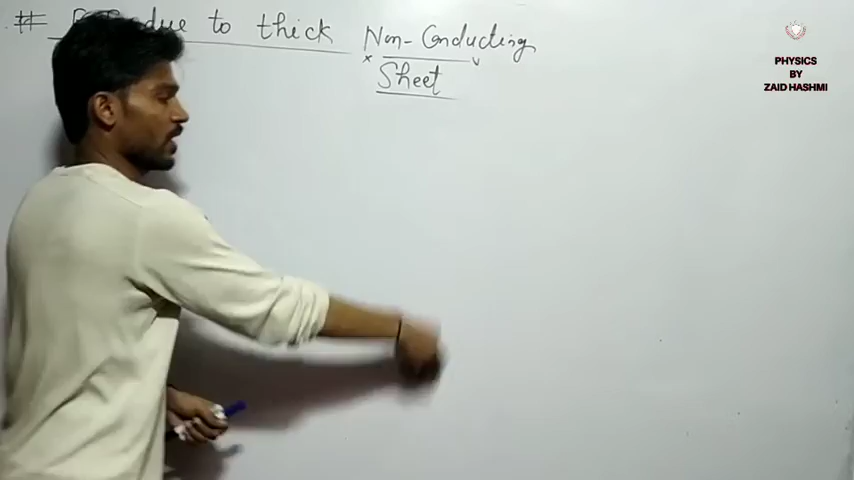 # due to thick Non-Conducting
Sheet
PHYSICS
BY
ZAID HASHMI